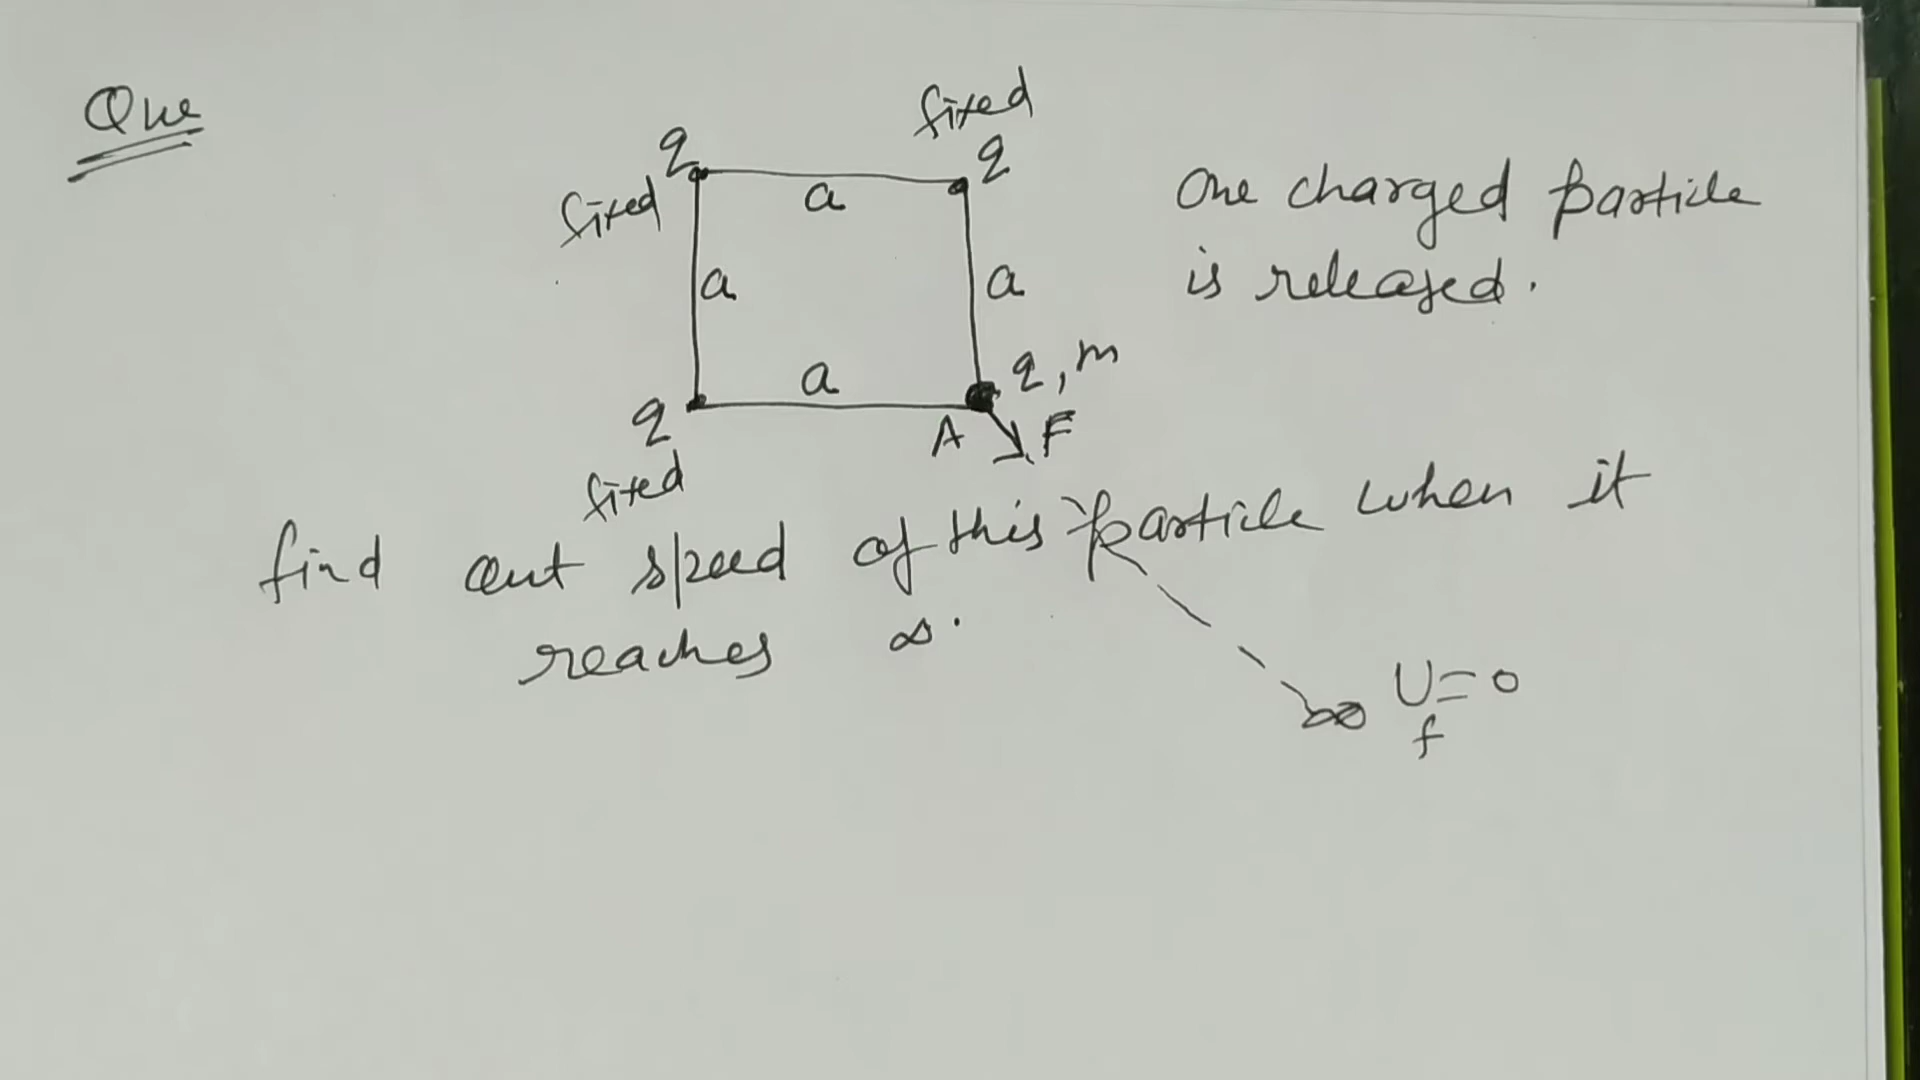 Que
fixed
q
q
fixed
a
One charged particle
is released.
a
a
a
q, m
q
A
F
fixed
find out speed of this particle when it
reaches ∞.
∞ U_f = 0